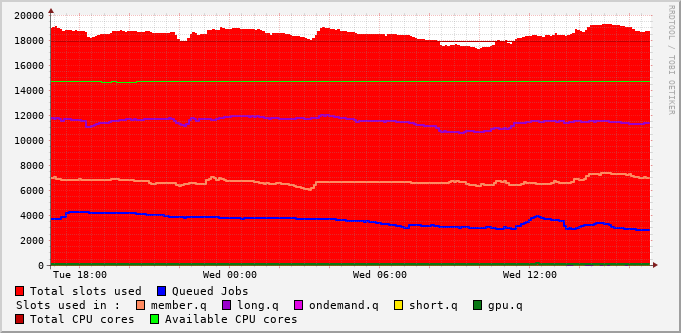 RRDTOOL / TOBI OETIKER
20000
18000
16000
14000
12000
10000
8000
6000
4000
2000
0
Tue 18:00 Wed 00:00 Wed 06:00 Wed 12:00
Total slots used Queued Jobs
Slots used in : member.q long.q ondemand.q short.q gpu.q
Total CPU cores Available CPU cores